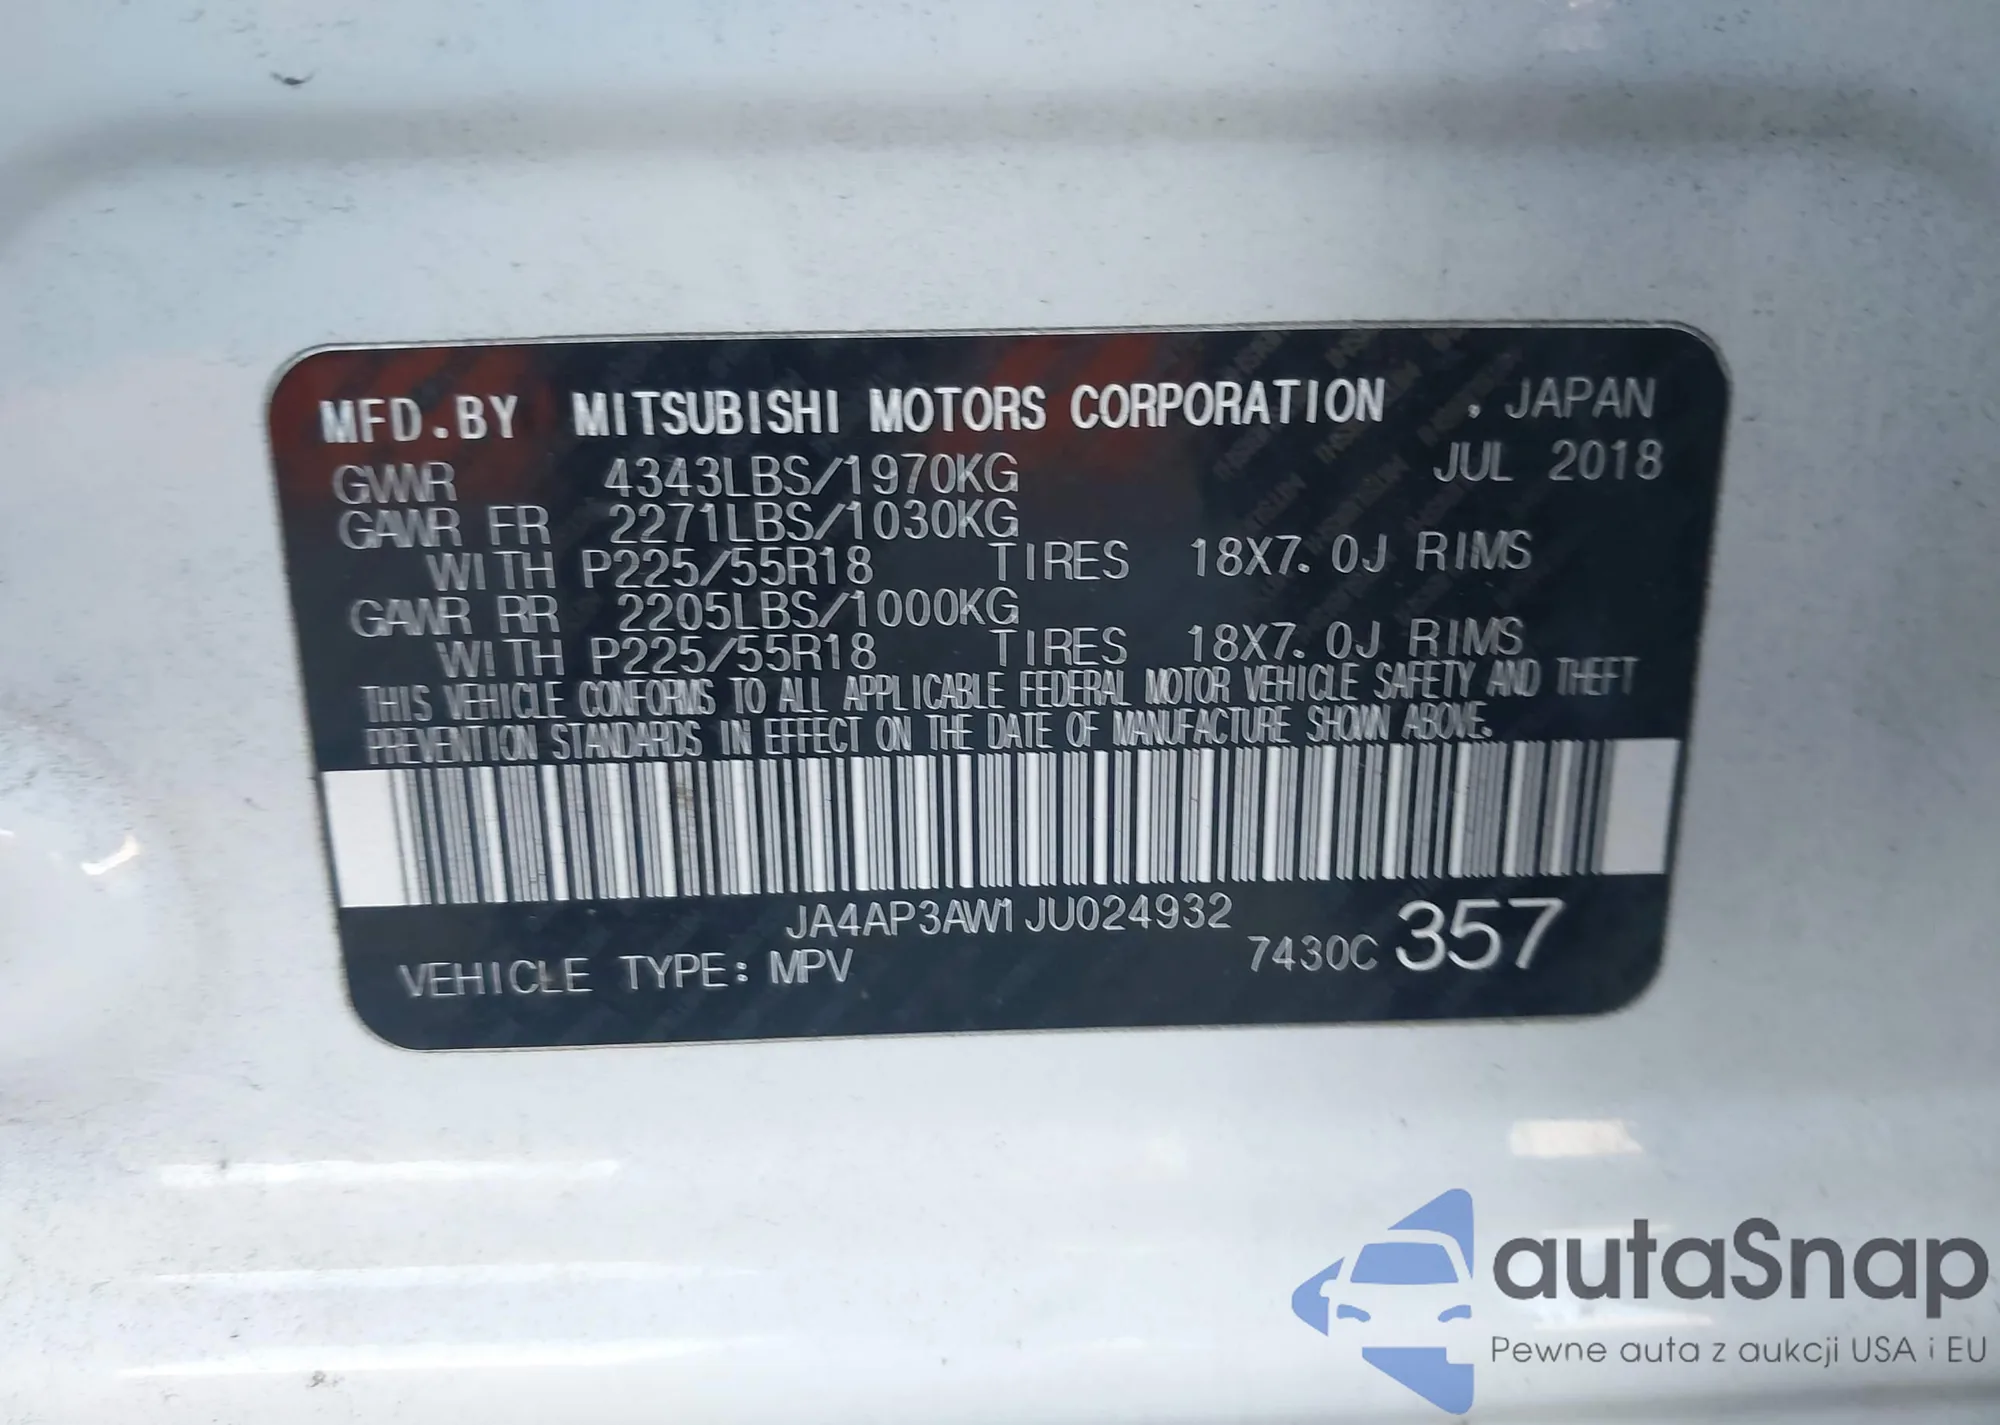 MFD.BY MITSUBISHI MOTORS CORPORATION , JAPAN
GVWR 4343LBS/1970KG JUL 2018
GAWR FR 2271LBS/1030KG
WITH P225/55R18 TIRES 18X7.0J RIMS
GAWR RR 2205LBS/1000KG
WITH P225/55R18 TIRES 18X7.0J RIMS
THIS VEHICLE CONFORMS TO ALL APPLICABLE FEDERAL MOTOR VEHICLE SAFETY AND THEFT
PREVENTION STANDARDS IN EFFECT ON THE DATE OF MANUFACTURE SHOWN ABOVE.
JA4AP3AW1JU024932
VEHICLE TYPE: MPV 7430C 357
autaSnap
Pewne auta z aukcji USA i EU